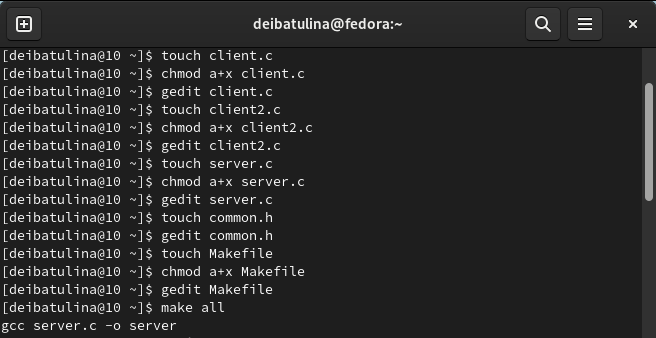 deibatulina@fedora:~
[deibatulina@10 ~]$ touch client.c
[deibatulina@10 ~]$ chmod a+x client.c
[deibatulina@10 ~]$ gedit client.c
[deibatulina@10 ~]$ touch client2.c
[deibatulina@10 ~]$ chmod a+x client2.c
[deibatulina@10 ~]$ gedit client2.c
[deibatulina@10 ~]$ touch server.c
[deibatulina@10 ~]$ chmod a+x server.c
[deibatulina@10 ~]$ gedit server.c
[deibatulina@10 ~]$ touch common.h
[deibatulina@10 ~]$ gedit common.h
[deibatulina@10 ~]$ touch Makefile
[deibatulina@10 ~]$ chmod a+x Makefile
[deibatulina@10 ~]$ gedit Makefile
[deibatulina@10 ~]$ make all
gcc server.c -o server